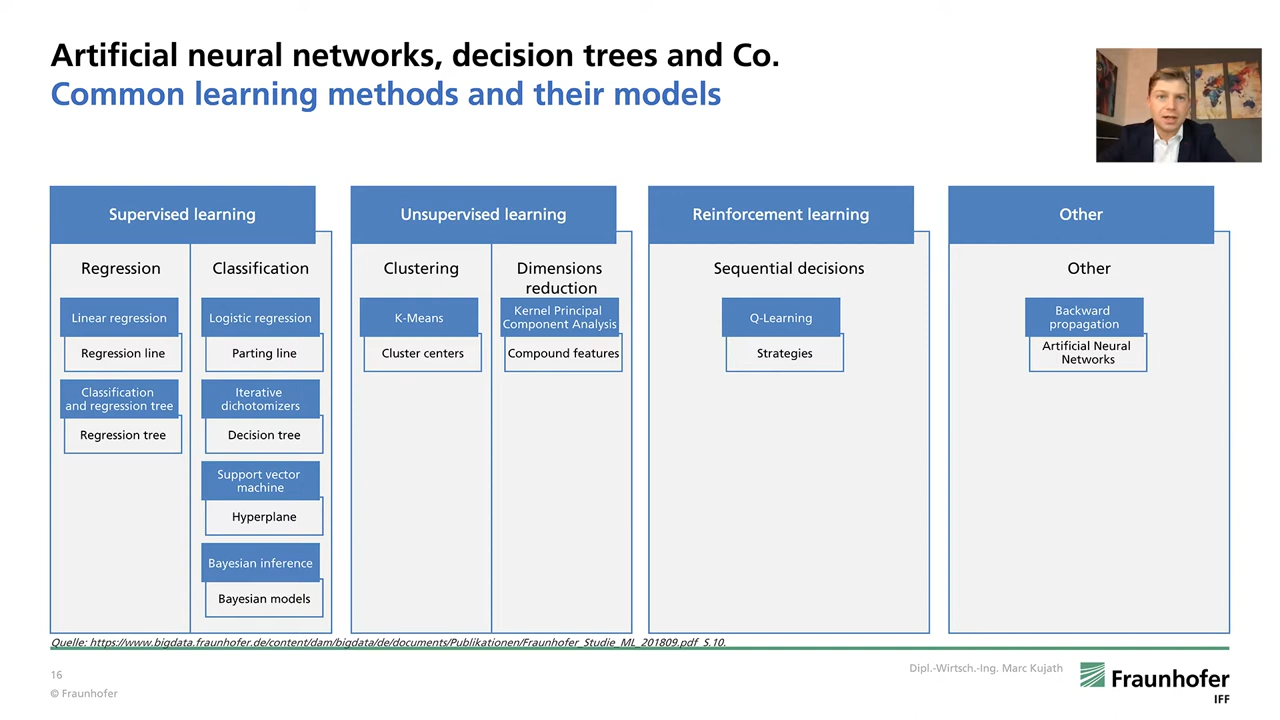 Artificial neural networks, decision trees and Co.
Common learning methods and their models
Supervised learning
Regression
Linear regression
Regression line
Classification
and regression tree
Regression tree
Classification
Logistic regression
Parting line
Iterative
dichotomizers
Decision tree
Support vector
machine
Hyperplane
Bayesian inference
Bayesian models
Unsupervised learning
Clustering
K-Means
Cluster centers
Dimensions
reduction
Kernel Principal
Component Analysis
Compound features
Reinforcement learning
Sequential decisions
Q-Learning
Strategies
Other
Other
Backward
propagation
Artificial Neural
Networks
Quelle: https://www.bigdata.fraunhofer.de/content/dam/bigdata/de/documents/Publikationen/Fraunhofer_Studie_ML_201809.pdf S.10.
16
© Fraunhofer
Dipl.-Wirtsch.-Ing. Marc Kujath
Fraunhofer
IFF